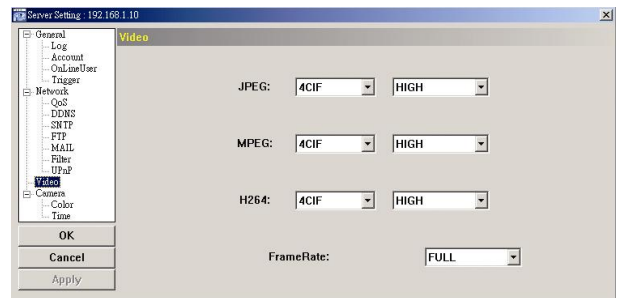 Server Setting : 192.168.1.10
General
Log
Account
OnLineUser
Trigger
Network
QoS
DDNS
SNTP
FTP
MAIL
Filter
UPnP
Video
Camera
Color
Time
OK
Cancel
Apply
Video
JPEG: 4CIF HIGH
MPEG: 4CIF HIGH
H264: 4CIF HIGH
FrameRate: FULL